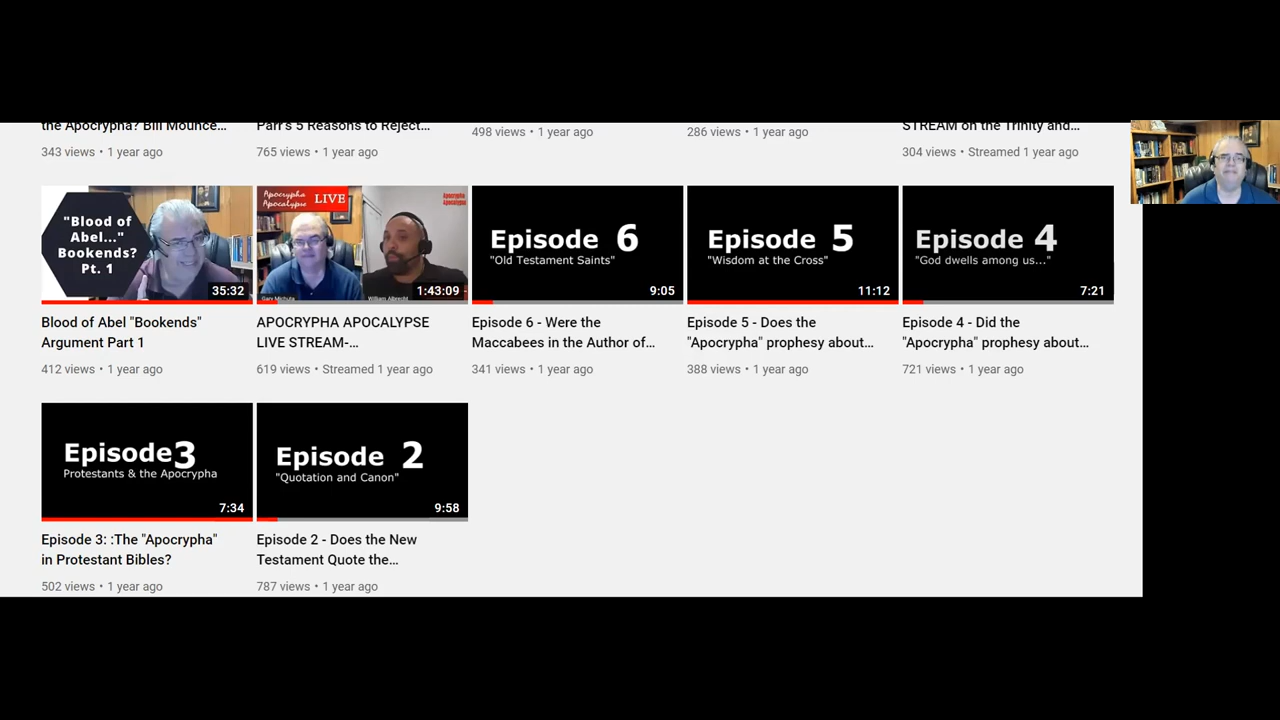 the Apocrypha? Bill Mounce...
Parr's 5 Reasons to Reject...
STREAM on the Trinity and...
343 views • 1 year ago
765 views • 1 year ago
498 views • 1 year ago
286 views • 1 year ago
304 views • Streamed 1 year ago
"Blood of
Abel..."
Bookends?
Pt. 1
35:32
Apocrypha
Apocalypse LIVE
Apocrypha
Apocalypse
Gary Michuta
William Albrecht
1:43:09
Episode 6
"Old Testament Saints"
9:05
Episode 5
"Wisdom at the Cross"
11:12
Episode 4
"God dwells among us..."
7:21
Blood of Abel "Bookends"
Argument Part 1
412 views • 1 year ago
APOCRYPHA APOCALYPSE
LIVE STREAM-...
619 views • Streamed 1 year ago
Episode 6 - Were the
Maccabees in the Author of...
341 views • 1 year ago
Episode 5 - Does the
"Apocrypha" prophesy about...
388 views • 1 year ago
Episode 4 - Did the
"Apocrypha" prophesy about...
721 views • 1 year ago
Episode 3
Protestants & the Apocrypha
7:34
Episode 2
"Quotation and Canon"
9:58
Episode 3: :The "Apocrypha"
in Protestant Bibles?
502 views • 1 year ago
Episode 2 - Does the New
Testament Quote the...
787 views • 1 year ago